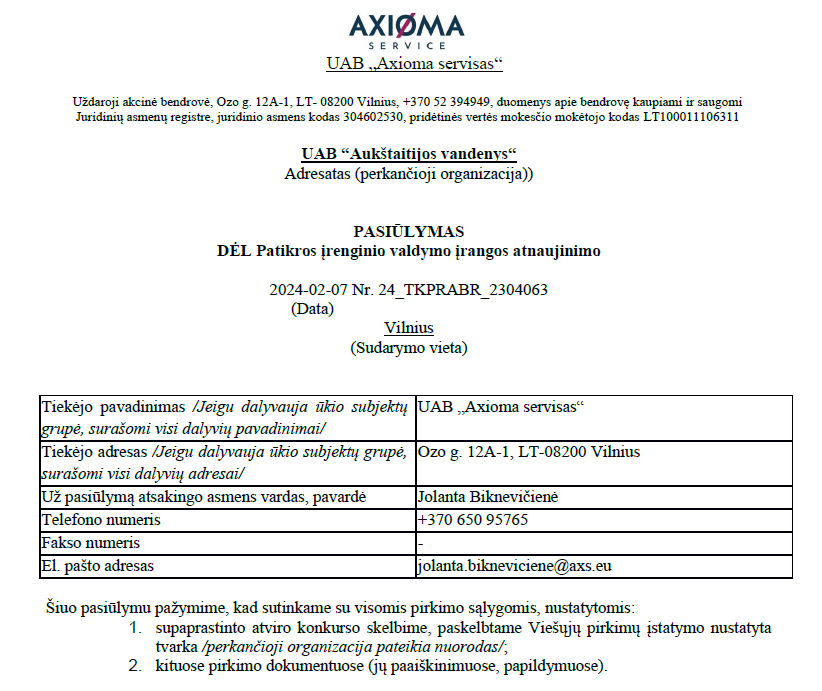 AXIOMA
SERVICE
UAB „Axioma servisas“
Uždaroji akcinė bendrovė, Ozo g. 12A-1, LT- 08200 Vilnius, +370 52 394949, duomenys apie bendrovę kaupiami ir saugomi
Juridinių asmenų registre, juridinio asmens kodas 304602530, pridėtinės vertės mokesčio mokėtojo kodas LT100011106311
UAB “Aukštaitijos vandenys“
Adresatas (perkančioji organizacija))
PASIŪLYMAS
DĖL Patikros įrenginio valdymo įrangos atnaujinimo
2024-02-07 Nr. 24_TKPRABR_2304063
(Data)
Vilnius
(Sudarymo vieta)
Tiekėjo pavadinimas /Jeigu dalyvauja ūkio subjektų
grupė, surašomi visi dalyvių pavadinimai/
UAB „Axioma servisas“
Tiekėjo adresas /Jeigu dalyvauja ūkio subjektų grupė,
surašomi visi dalyvių adresai/
Ozo g. 12A-1, LT-08200 Vilnius
Už pasiūlymą atsakingo asmens vardas, pavardė
Jolanta Biknevičienė
Telefono numeris
+370 650 95765
Fakso numeris
-
El. pašto adresas
jolanta.bikneviciene@axs.eu
Šiuo pasiūlymu pažymime, kad sutinkame su visomis pirkimo sąlygomis, nustatytomis:
1. supaprastinto atviro konkurso skelbime, paskelbtame Viešųjų pirkimų įstatymo nustatyta
tvarka /perkančioji organizacija pateikia nuorodas/;
2. kituose pirkimo dokumentuose (jų paaiškinimuose, papildymuose).